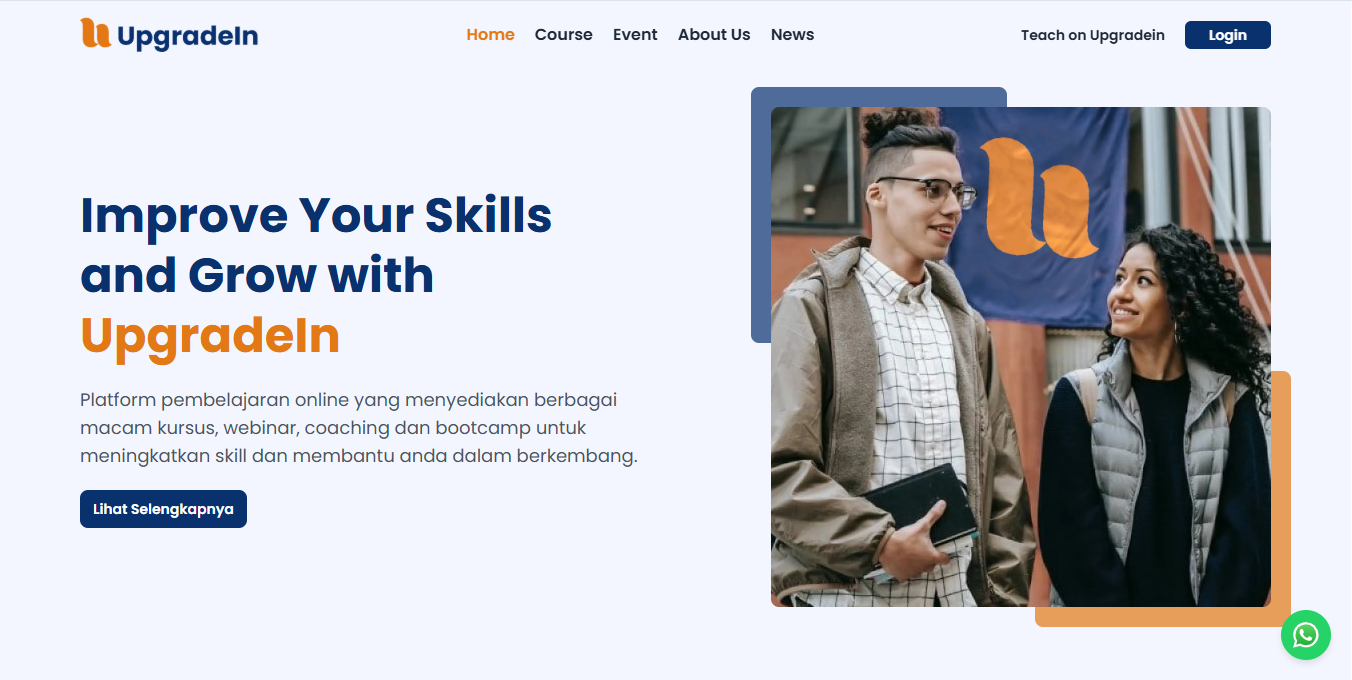 UpgradeIn
Home Course Event About Us News
Teach on Upgradein Login
Improve Your Skills
and Grow with
UpgradeIn
Platform pembelajaran online yang menyediakan berbagai
macam kursus, webinar, coaching dan bootcamp untuk
meningkatkan skill dan membantu anda dalam berkembang.
Lihat Selengkapnya